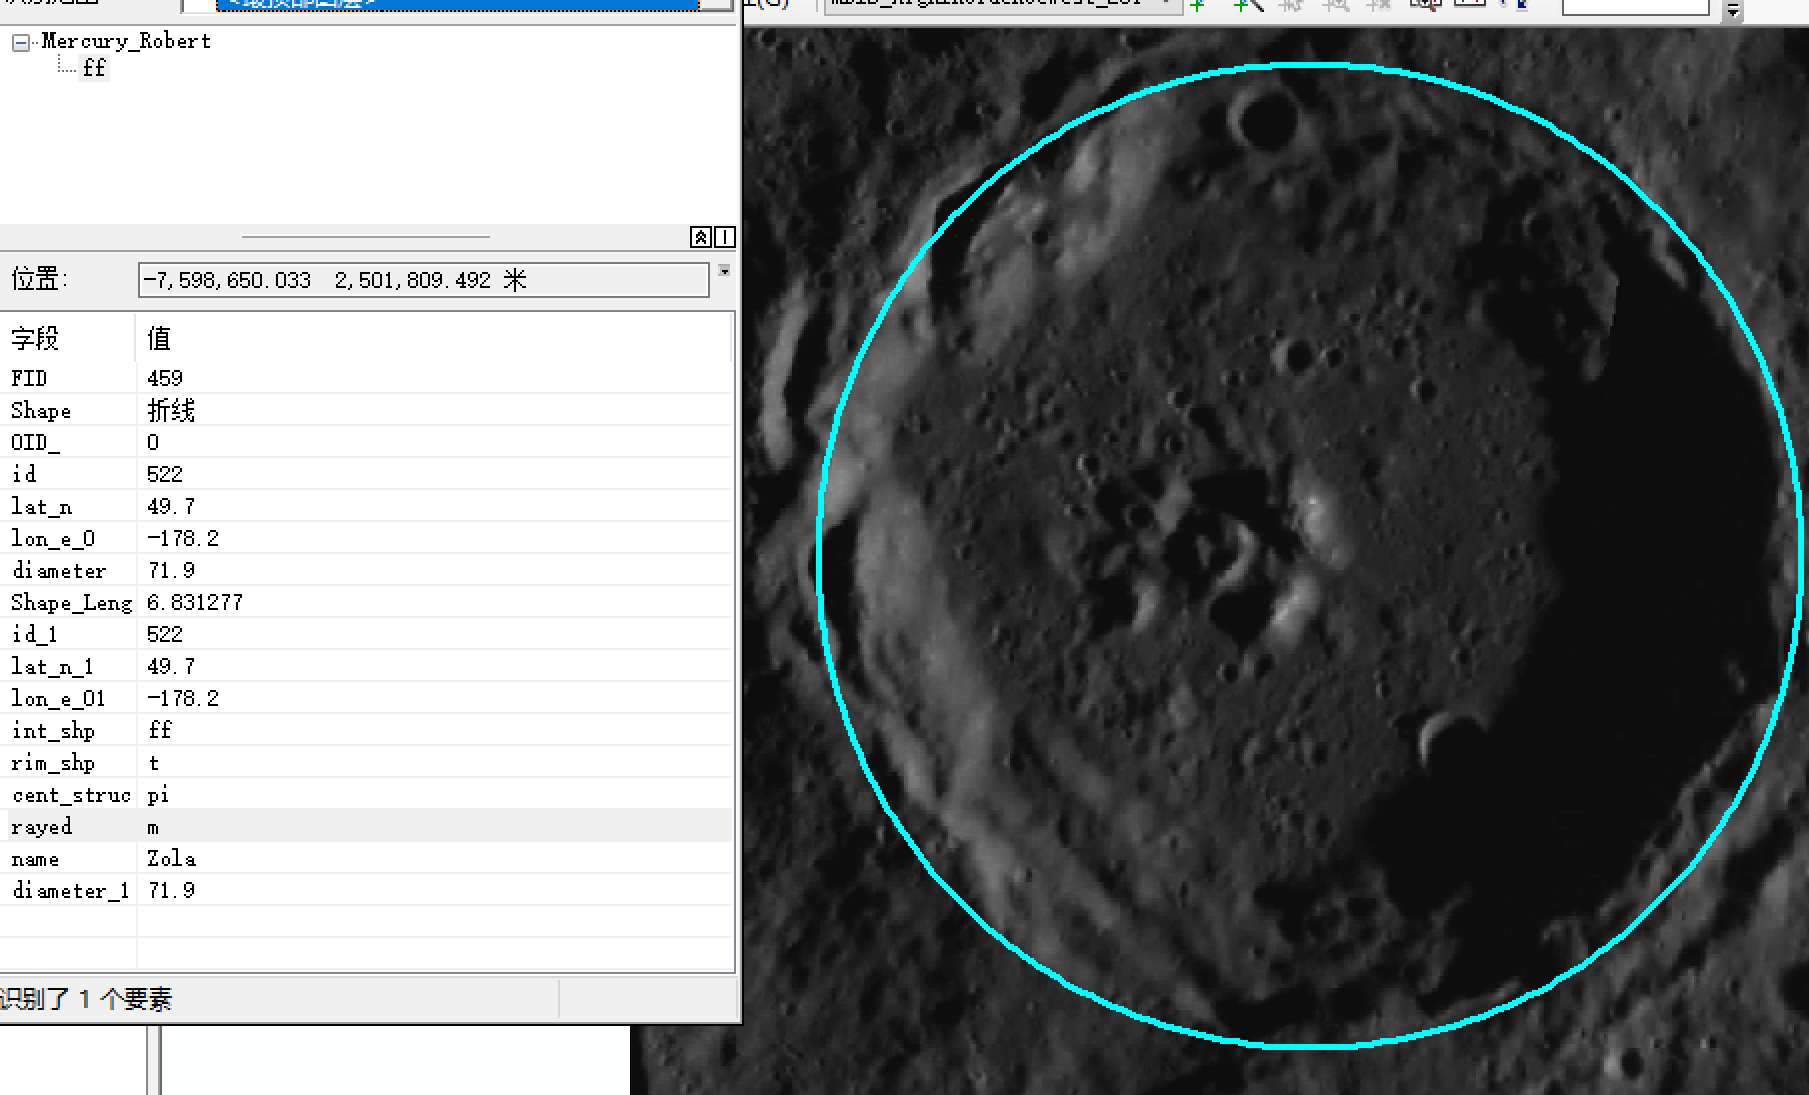 Mercury_Robert
ff
位置:
-7,598,650.033 2,501,809.492 米
字段 值
FID 459
Shape 折线
OID_ 0
id 522
lat_n 49.7
lon_e_0 -178.2
diameter 71.9
Shape_Leng 6.831277
id_1 522
lat_n_1 49.7
lon_e_01 -178.2
int_shp ff
rim_shp t
cent_struc pi
rayed m
name Zola
diameter_1 71.9
识别了 1 个要素